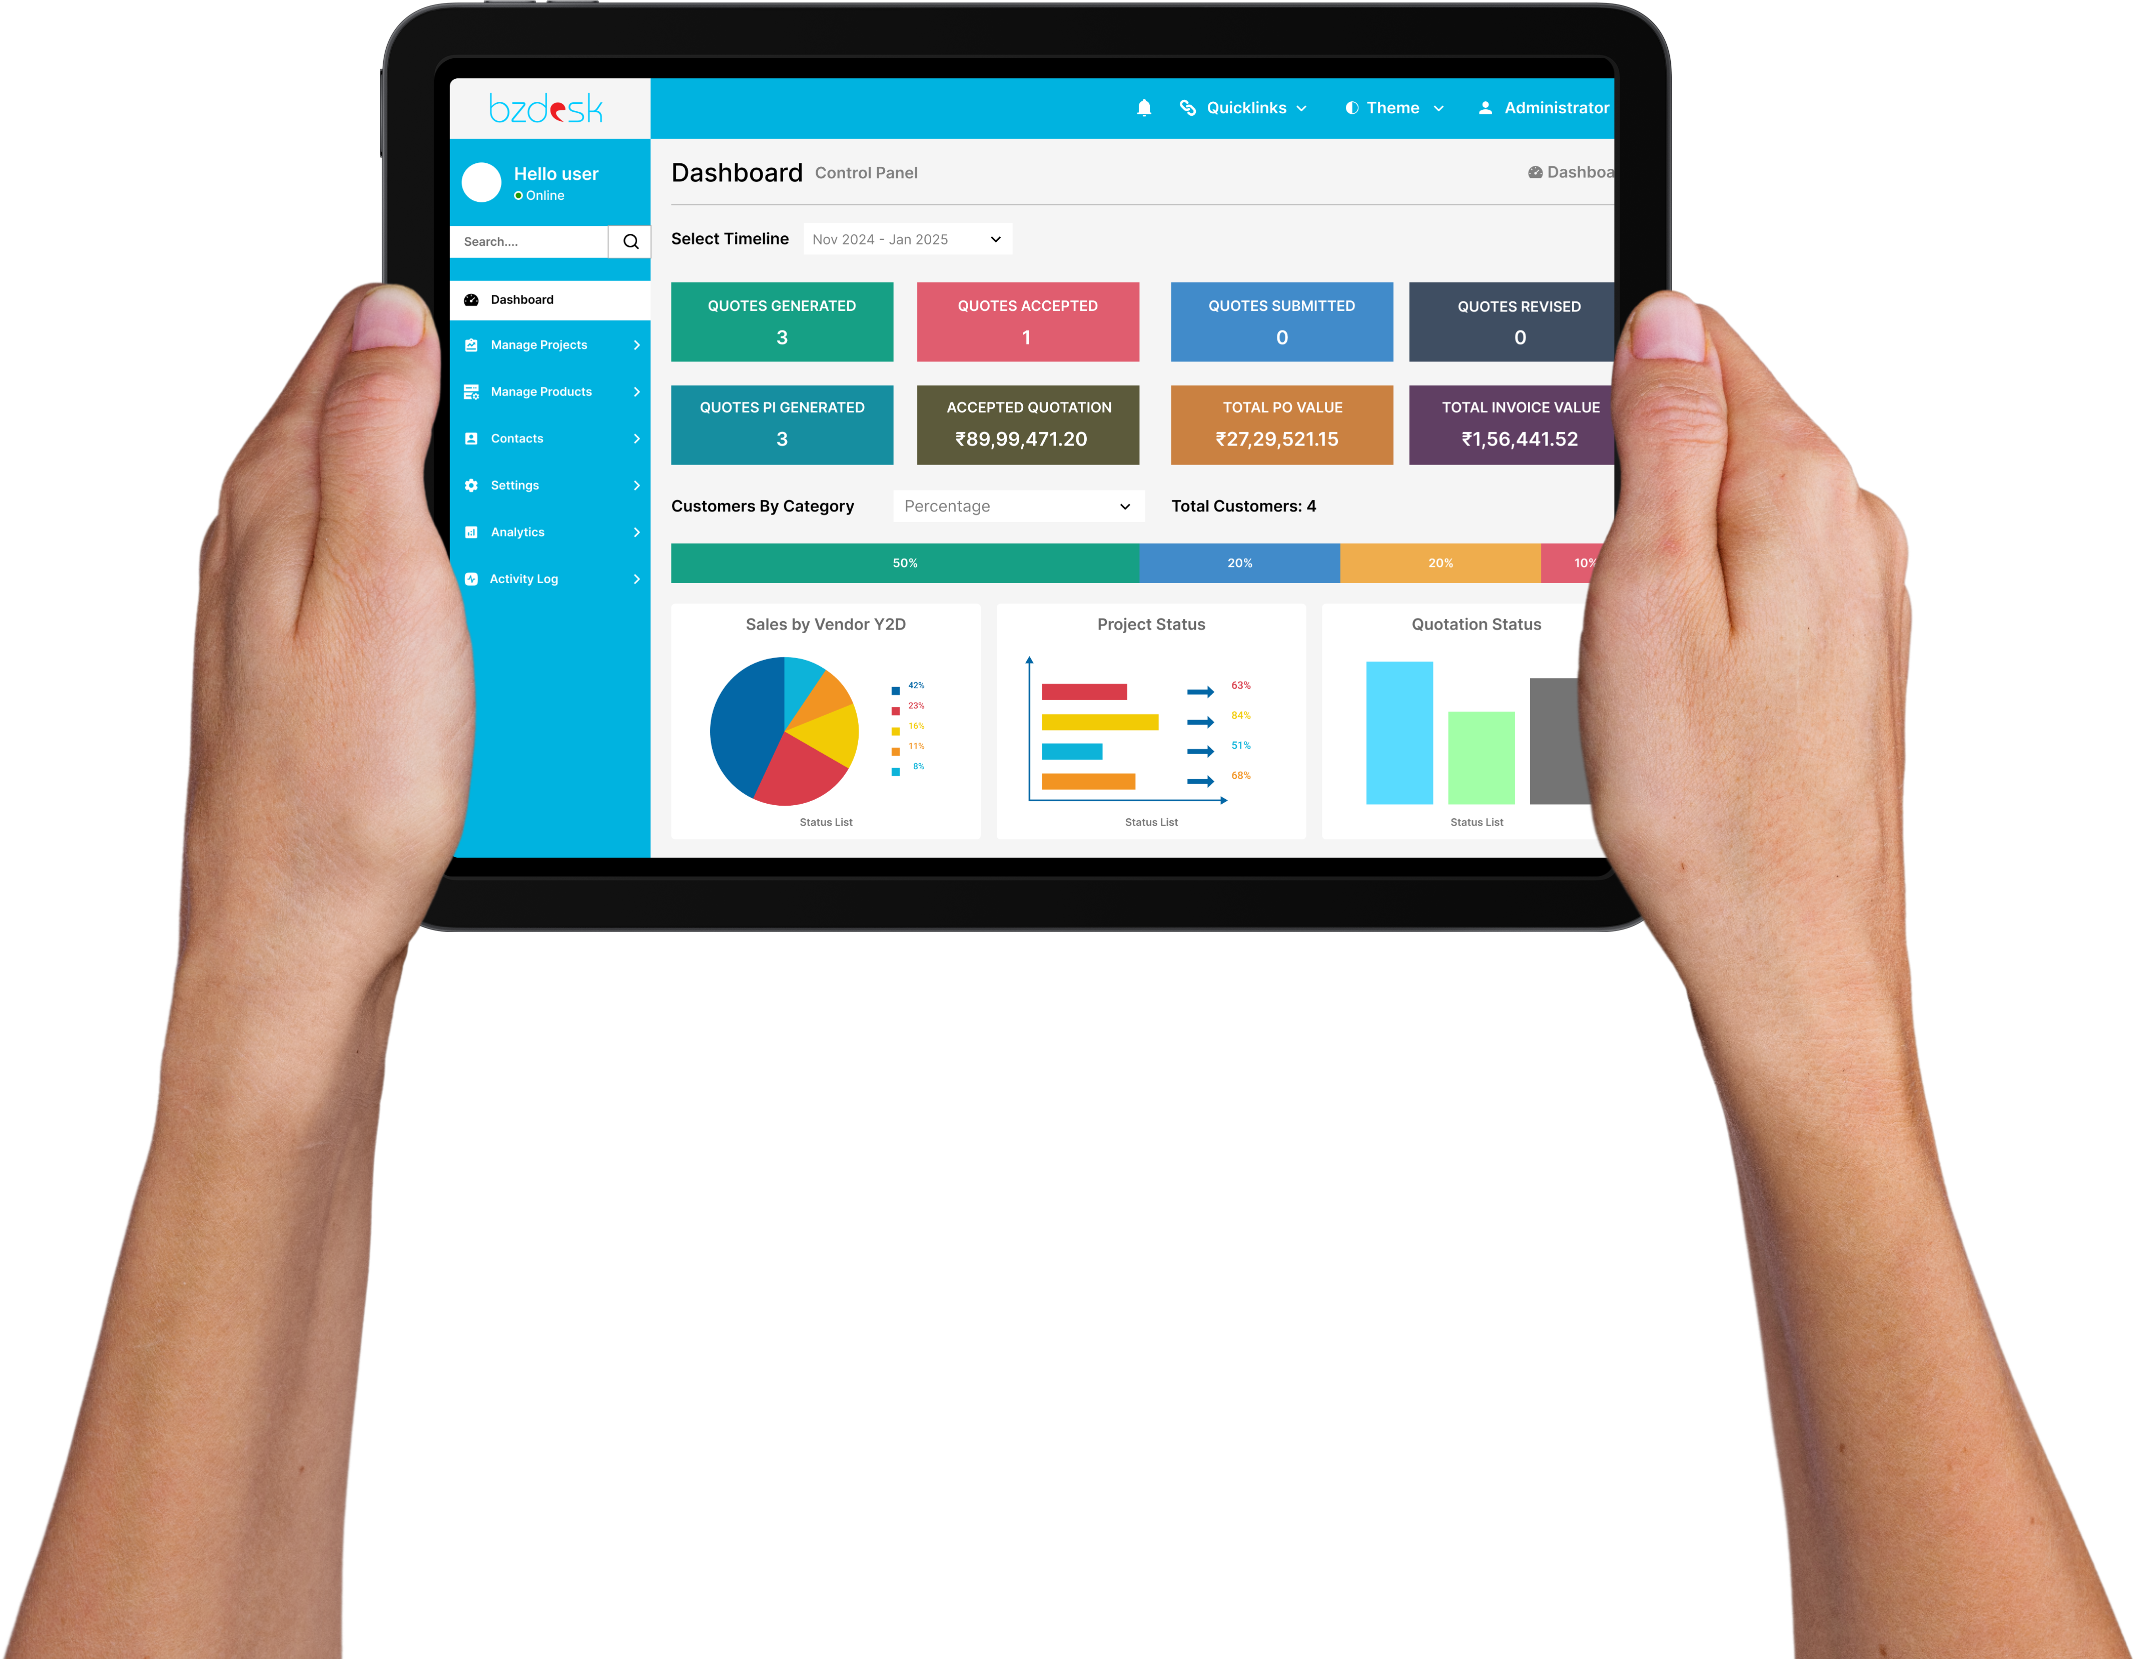 bzdesk
Quicklinks
Theme
Administrator
Hello user
Online
Search....
Dashboard
Manage Projects
Manage Products
Contacts
Settings
Analytics
Activity Log
Dashboard Control Panel
Select Timeline Nov 2024 - Jan 2025
QUOTES GENERATED
3
QUOTES ACCEPTED
1
QUOTES SUBMITTED
0
QUOTES REVISED
0
QUOTES PI GENERATED
3
ACCEPTED QUOTATION
₹89,99,471.20
TOTAL PO VALUE
₹27,29,521.15
TOTAL INVOICE VALUE
₹1,56,441.52
Customers By Category Percentage Total Customers: 4
50% 20% 20% 10%
Sales by Vendor Y2D
42%
23%
16%
11%
8%
Status List
Project Status
63%
84%
51%
68%
Status List
Quotation Status
Status List